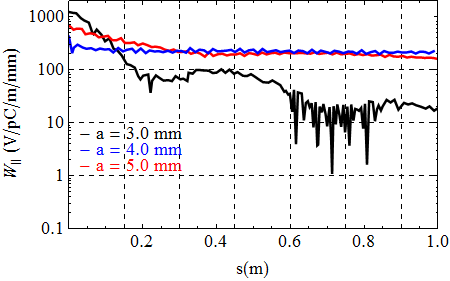 1000
100
10
1
0.1
W∥ (V/pC/m/mm)
− a = 3.0 mm
− a = 4.0 mm
− a = 5.0 mm
0.2 0.4 0.6 0.8 1.0
s(m)